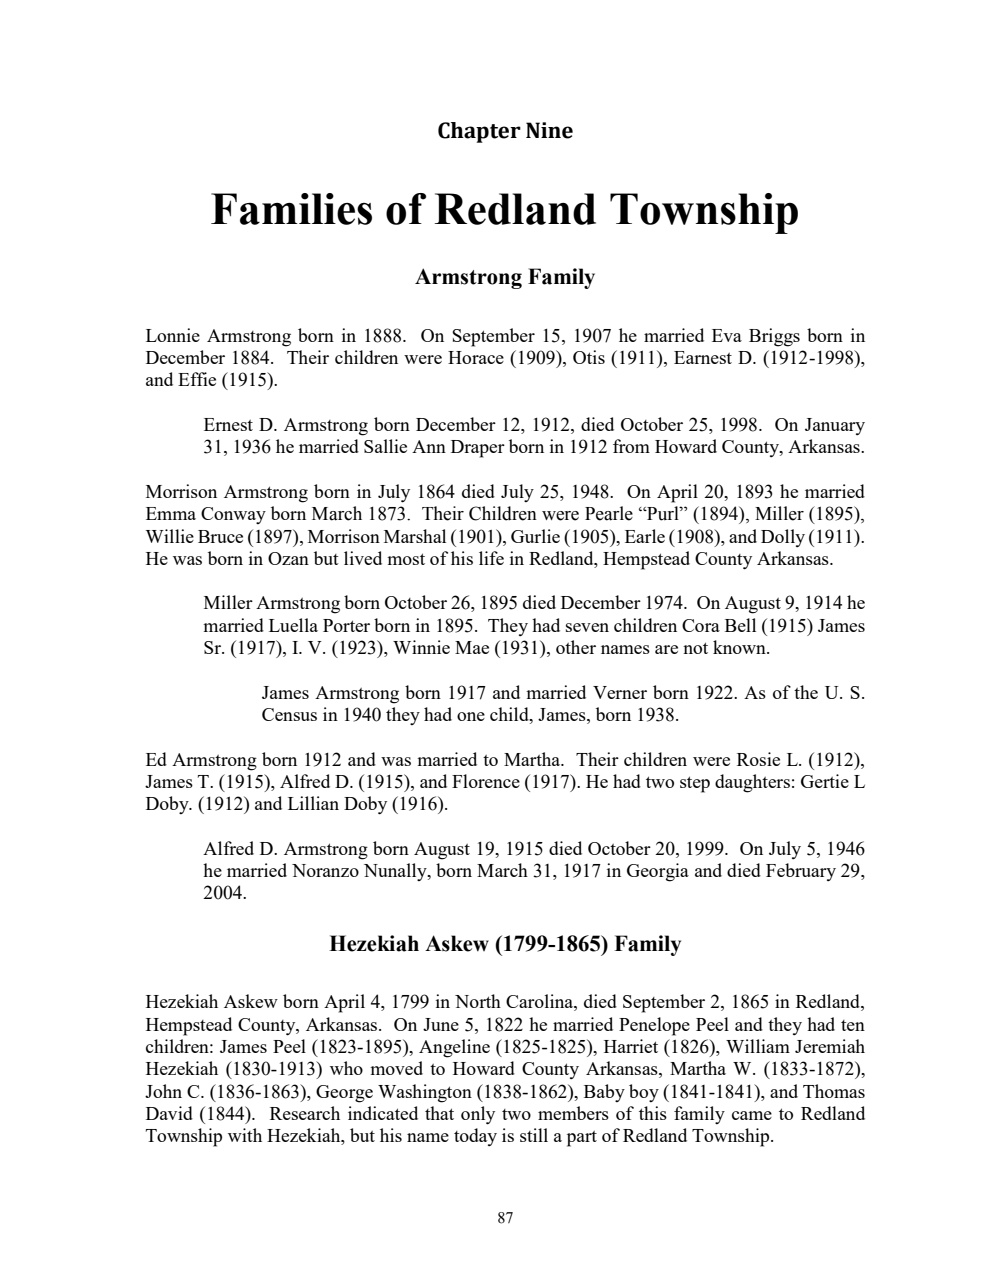 Chapter Nine
Families of Redland Township
Armstrong Family
Lonnie Armstrong born in 1888.  On September 15, 1907 he married Eva Briggs born in
December 1884.  Their children were Horace (1909), Otis (1911), Earnest D. (1912-1998),
and Effie (1915).
Ernest D. Armstrong born December 12, 1912, died October 25, 1998.  On January
31, 1936 he married Sallie Ann Draper born in 1912 from Howard County, Arkansas.
Morrison Armstrong born in July 1864 died July 25, 1948.  On April 20, 1893 he married
Emma Conway born March 1873.  Their Children were Pearle “Purl” (1894), Miller (1895),
Willie Bruce (1897), Morrison Marshal (1901), Gurlie (1905), Earle (1908), and Dolly (1911).
He was born in Ozan but lived most of his life in Redland, Hempstead County Arkansas.
Miller Armstrong born October 26, 1895 died December 1974.  On August 9, 1914 he
married Luella Porter born in 1895.  They had seven children Cora Bell (1915) James
Sr. (1917), I. V. (1923), Winnie Mae (1931), other names are not known.
James Armstrong born 1917 and married Verner born 1922. As of the U. S.
Census in 1940 they had one child, James, born 1938.
Ed Armstrong born 1912 and was married to Martha.  Their children were Rosie L. (1912),
James T. (1915), Alfred D. (1915), and Florence (1917). He had two step daughters: Gertie L
Doby. (1912) and Lillian Doby (1916).
Alfred D. Armstrong born August 19, 1915 died October 20, 1999.  On July 5, 1946
he married Noranzo Nunally, born March 31, 1917 in Georgia and died February 29,
2004.
Hezekiah Askew (1799-1865) Family
Hezekiah Askew born April 4, 1799 in North Carolina, died September 2, 1865 in Redland,
Hempstead County, Arkansas.  On June 5, 1822 he married Penelope Peel and they had ten
children: James Peel (1823-1895), Angeline (1825-1825), Harriet (1826), William Jeremiah
Hezekiah (1830-1913) who moved to Howard County Arkansas, Martha W. (1833-1872),
John C. (1836-1863), George Washington (1838-1862), Baby boy (1841-1841), and Thomas
David (1844).  Research indicated that only two members of this family came to Redland
Township with Hezekiah, but his name today is still a part of Redland Township.
87